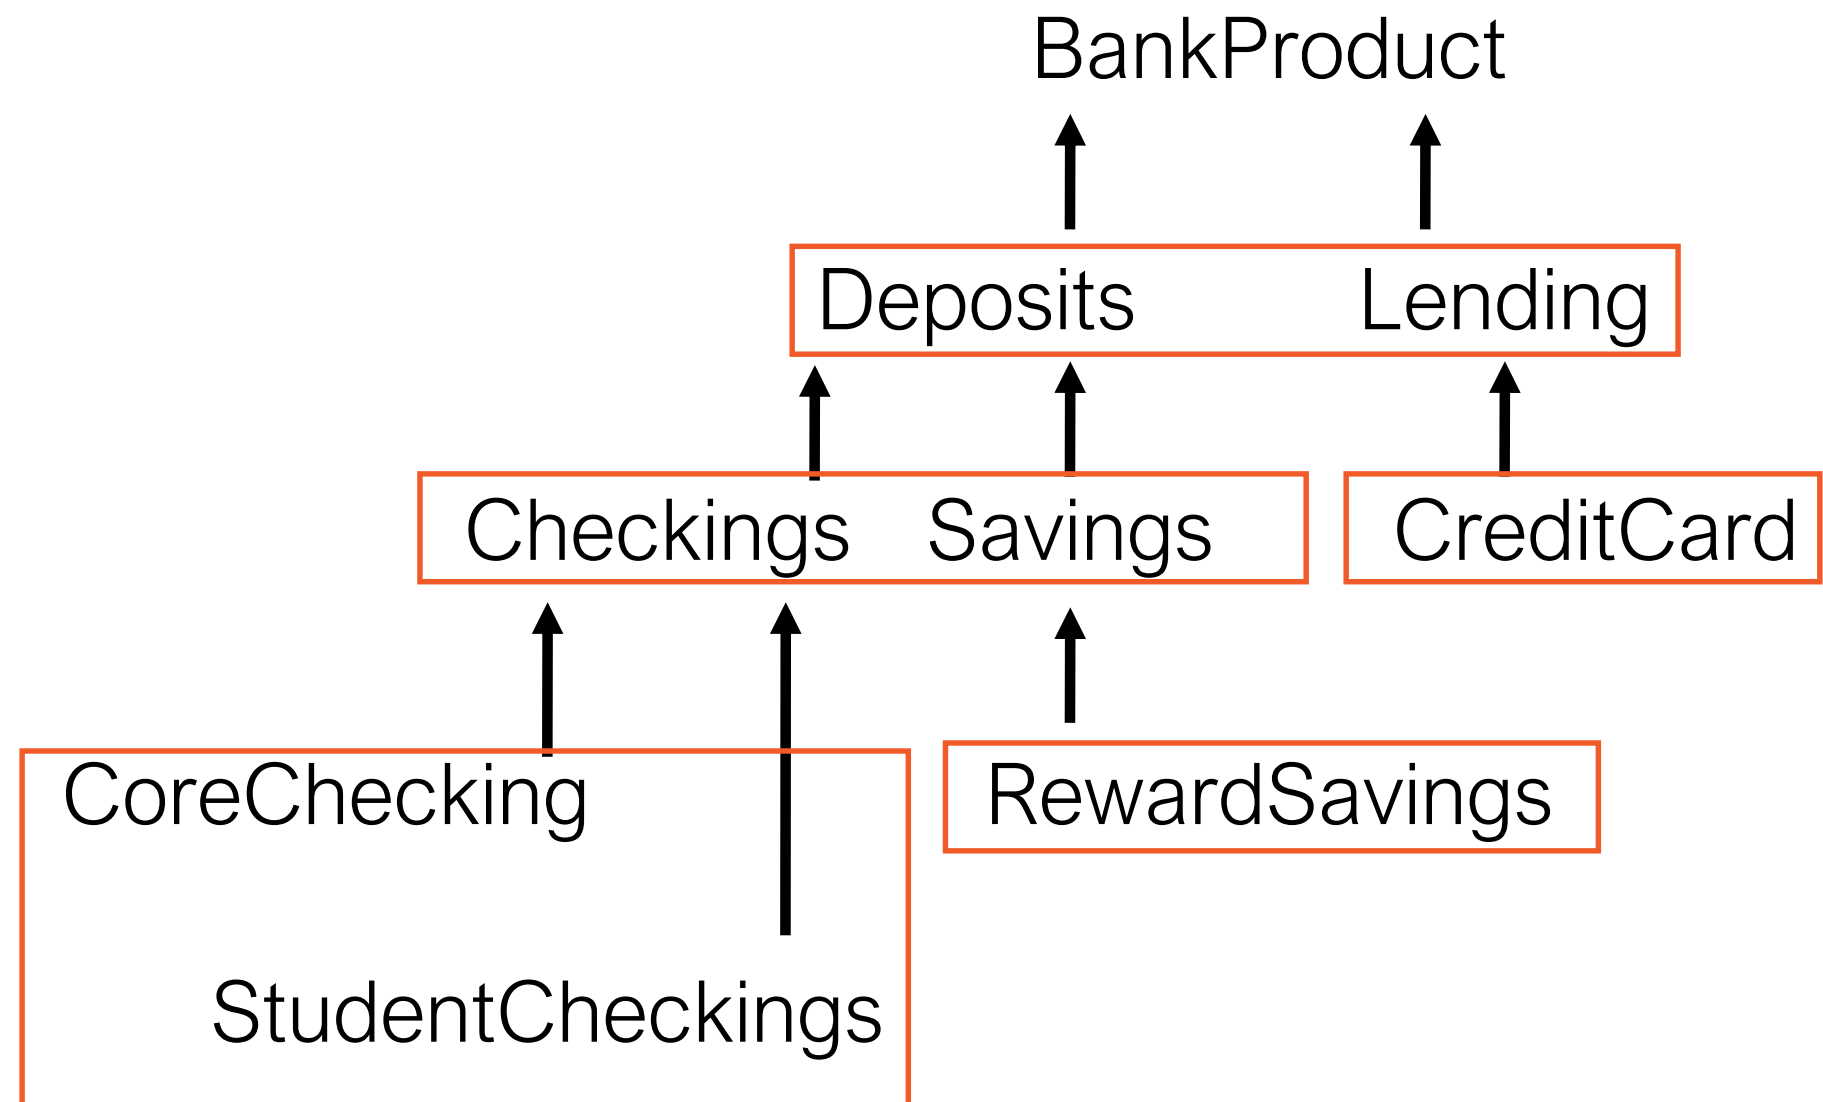 BankProduct
Deposits Lending
Checkings Savings CreditCard
CoreChecking RewardSavings
StudentCheckings